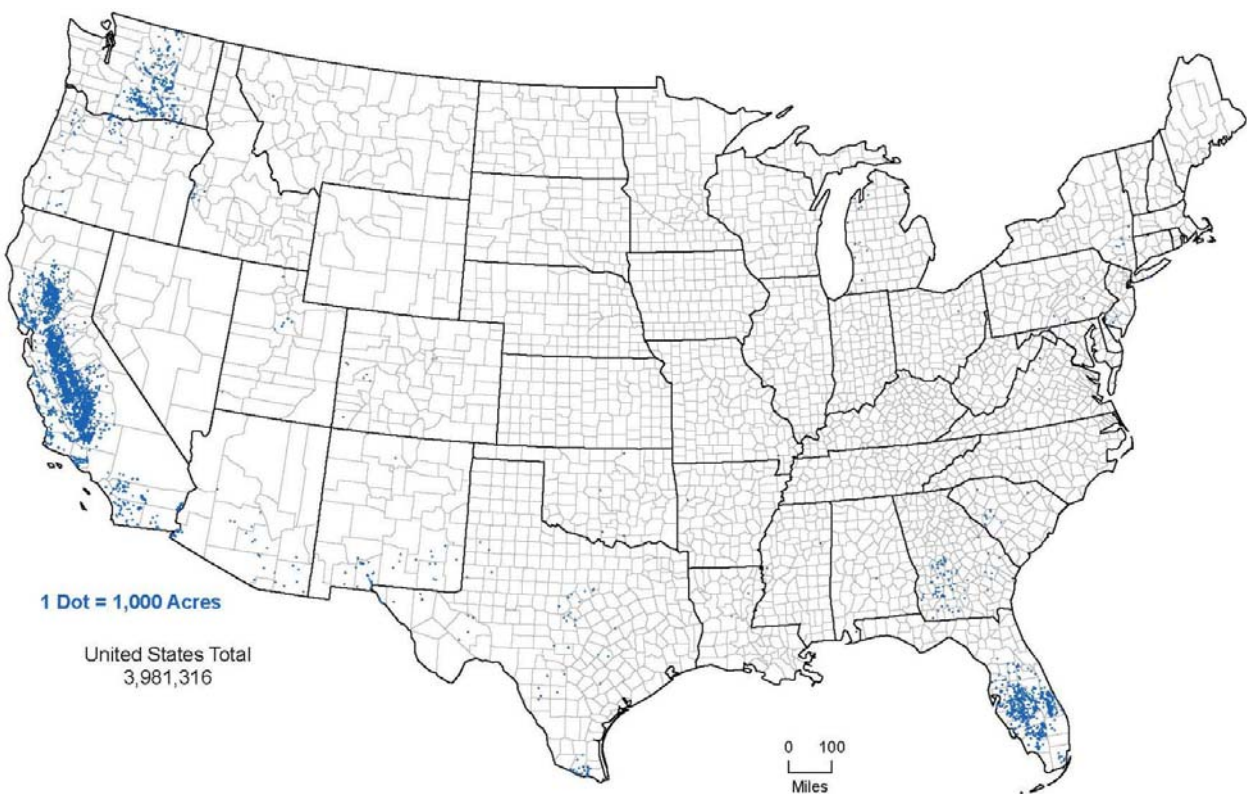 1 Dot = 1,000 Acres
United States Total
3,981,316
0 100
Miles